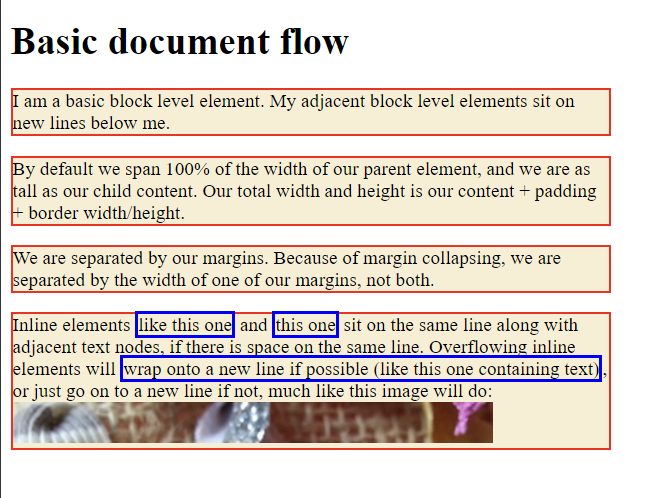 Basic document flow
I am a basic block level element. My adjacent block level elements sit on
new lines below me.
By default we span 100% of the width of our parent element, and we are as
tall as our child content. Our total width and height is our content + padding
+ border width/height.
We are separated by our margins. Because of margin collapsing, we are
separated by the width of one of our margins, not both.
Inline elements like this one and this one sit on the same line along with
adjacent text nodes, if there is space on the same line. Overflowing inline
elements will wrap onto a new line if possible (like this one containing text),
or just go on to a new line if not, much like this image will do: